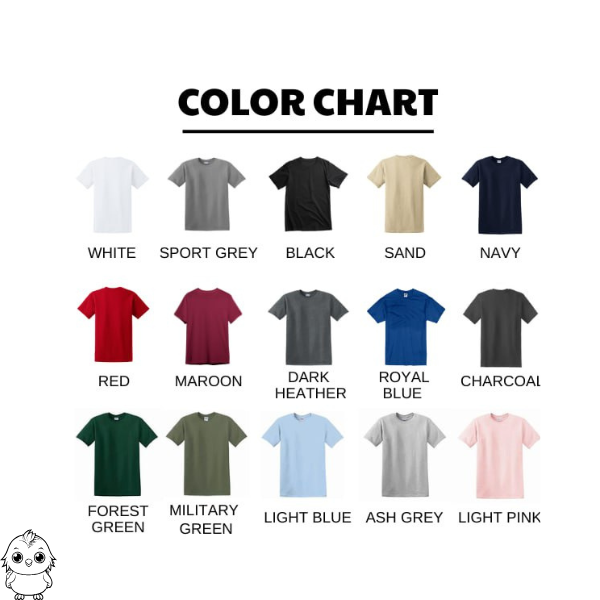 COLOR CHART
WHITE
SPORT GREY
BLACK
SAND
NAVY
RED
MAROON
DARK
HEATHER
ROYAL
BLUE
CHARCOAL
FOREST
GREEN
MILITARY
GREEN
LIGHT BLUE
ASH GREY
LIGHT PINK